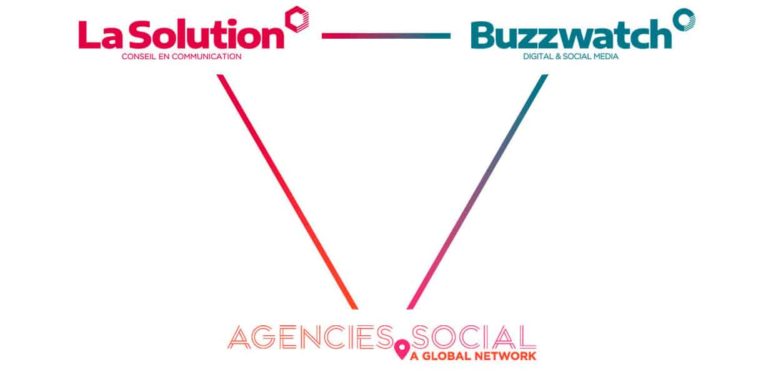 La Solution
CONSEIL EN COMMUNICATION
Buzzwatch
DIGITAL & SOCIAL MEDIA
AGENCIES.SOCIAL
A GLOBAL NETWORK